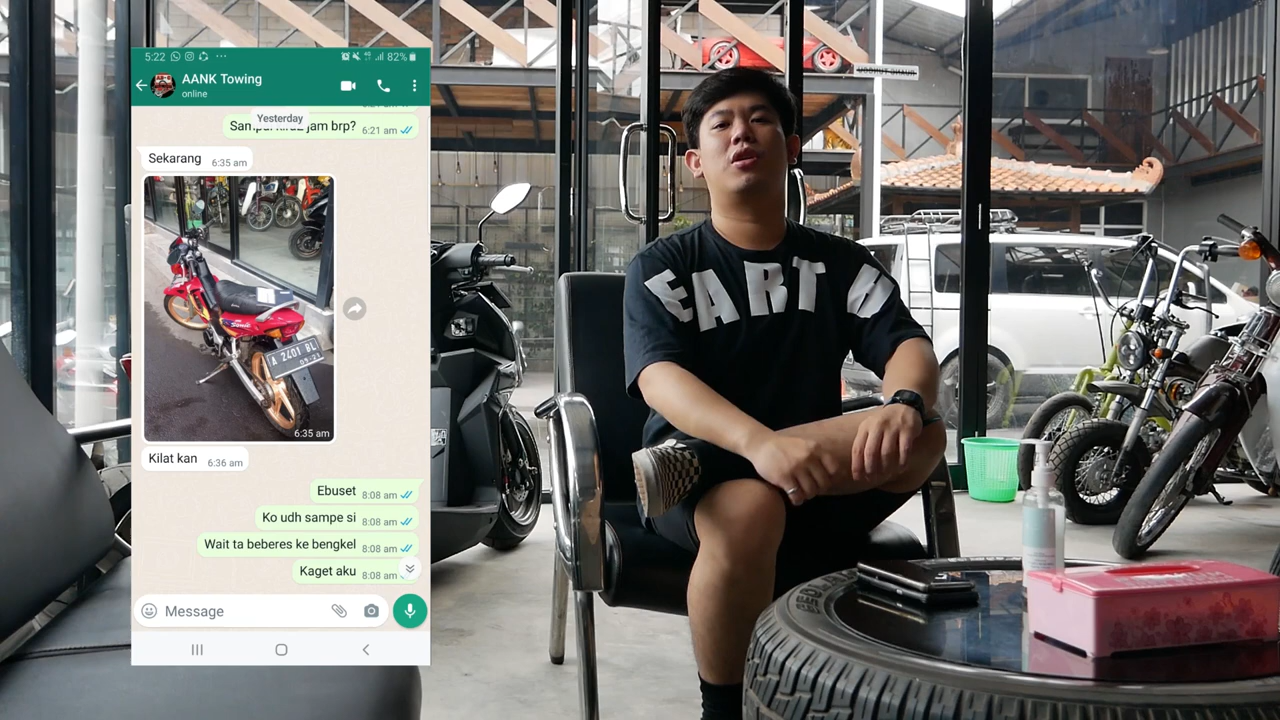 5:22
82%
AANK Towing
online
Yesterday
jam brp? 6:21 am
Sekarang 6:35 am
Sonic
A 2401 BL
6:35 am
Kilat kan 6:36 am
Ebuset 8:08 am
Ko udh sampe si 8:08 am
Wait ta beberes ke bengkel 8:08 am
Kaget aku 8:08 am
Message
EARTH